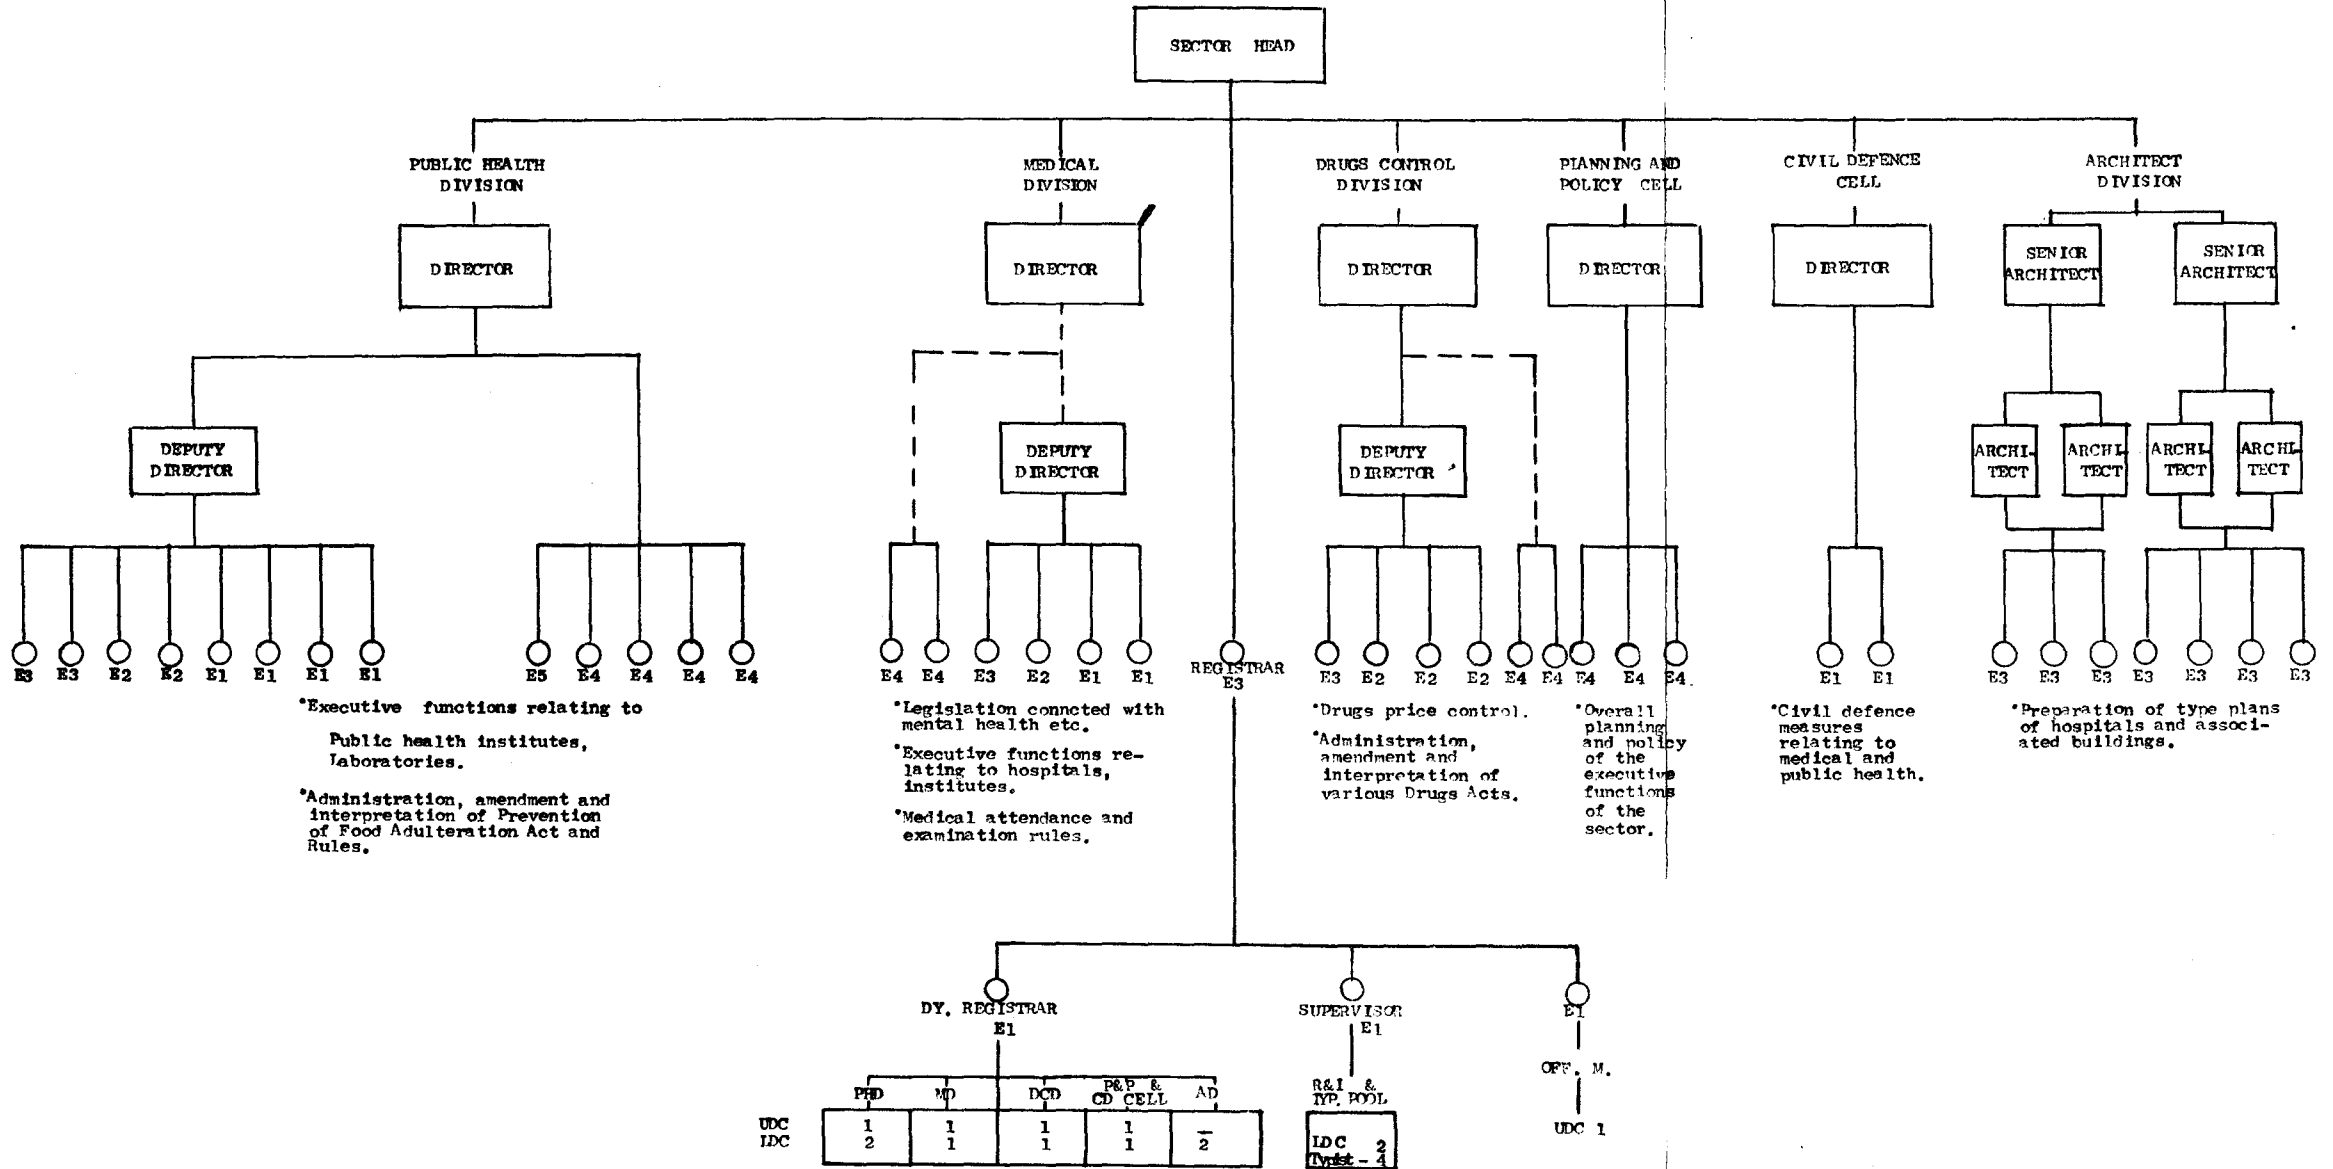 SECTOR HEAD
PUBLIC HEALTH
DIVISION
MEDICAL
DIVISION
DRUGS CONTROL
DIVISION
PLANNING AND
POLICY CELL
CIVIL DEFENCE
CELL
ARCHITECT
DIVISION
DIRECTOR
DIRECTOR
DIRECTOR
DIRECTOR
DIRECTOR
SENIOR
ARCHITECT
SENIOR
ARCHITECT
DEPUTY
DIRECTOR
DEPUTY
DIRECTOR
DEPUTY
DIRECTOR
ARCHI-
TECT
ARCHI-
TECT
ARCHI-
TECT
ARCHI-
TECT
E3 E3 E2 E2 E1 E1 E1 E1
E5 E4 E4 E4 E4
E4 E4 E3 E2 E1 E1
REGISTRAR
E3
E3 E2 E2 E2 E4 E4
E4 E4 E4.
E1 E1
E3 E3 E3 E3 E3 E3 E3
*Executive functions relating to
Public health institutes,
Laboratories.
*Administration, amendment and
interpretation of Prevention
of Food Adulteration Act and
Rules.
*Legislation conncted with
mental health etc.
*Executive functions re-
lating to hospitals,
institutes.
*Medical attendance and
examination rules.
*Drugs price control.
*Administration,
amendment and
interpretation of
various Drugs Acts.
*Overall
planning
and policy
of the
executive
functions
of the
sector.
*Civil defence
measures
relating to
medical and
public health.
*Preparation of type plans
of hospitals and associ-
ated buildings.
DY. REGISTRAR
E1
SUPERVISOR
E1
E1
OFF. M.
UDC 1
PHD MD DCD P&P &
CD CELL AD
UDC 1 1 1 1 —
LDC 2 1 1 1 2
R&I &
TYP. POOL
LDC 2
Typist - 4